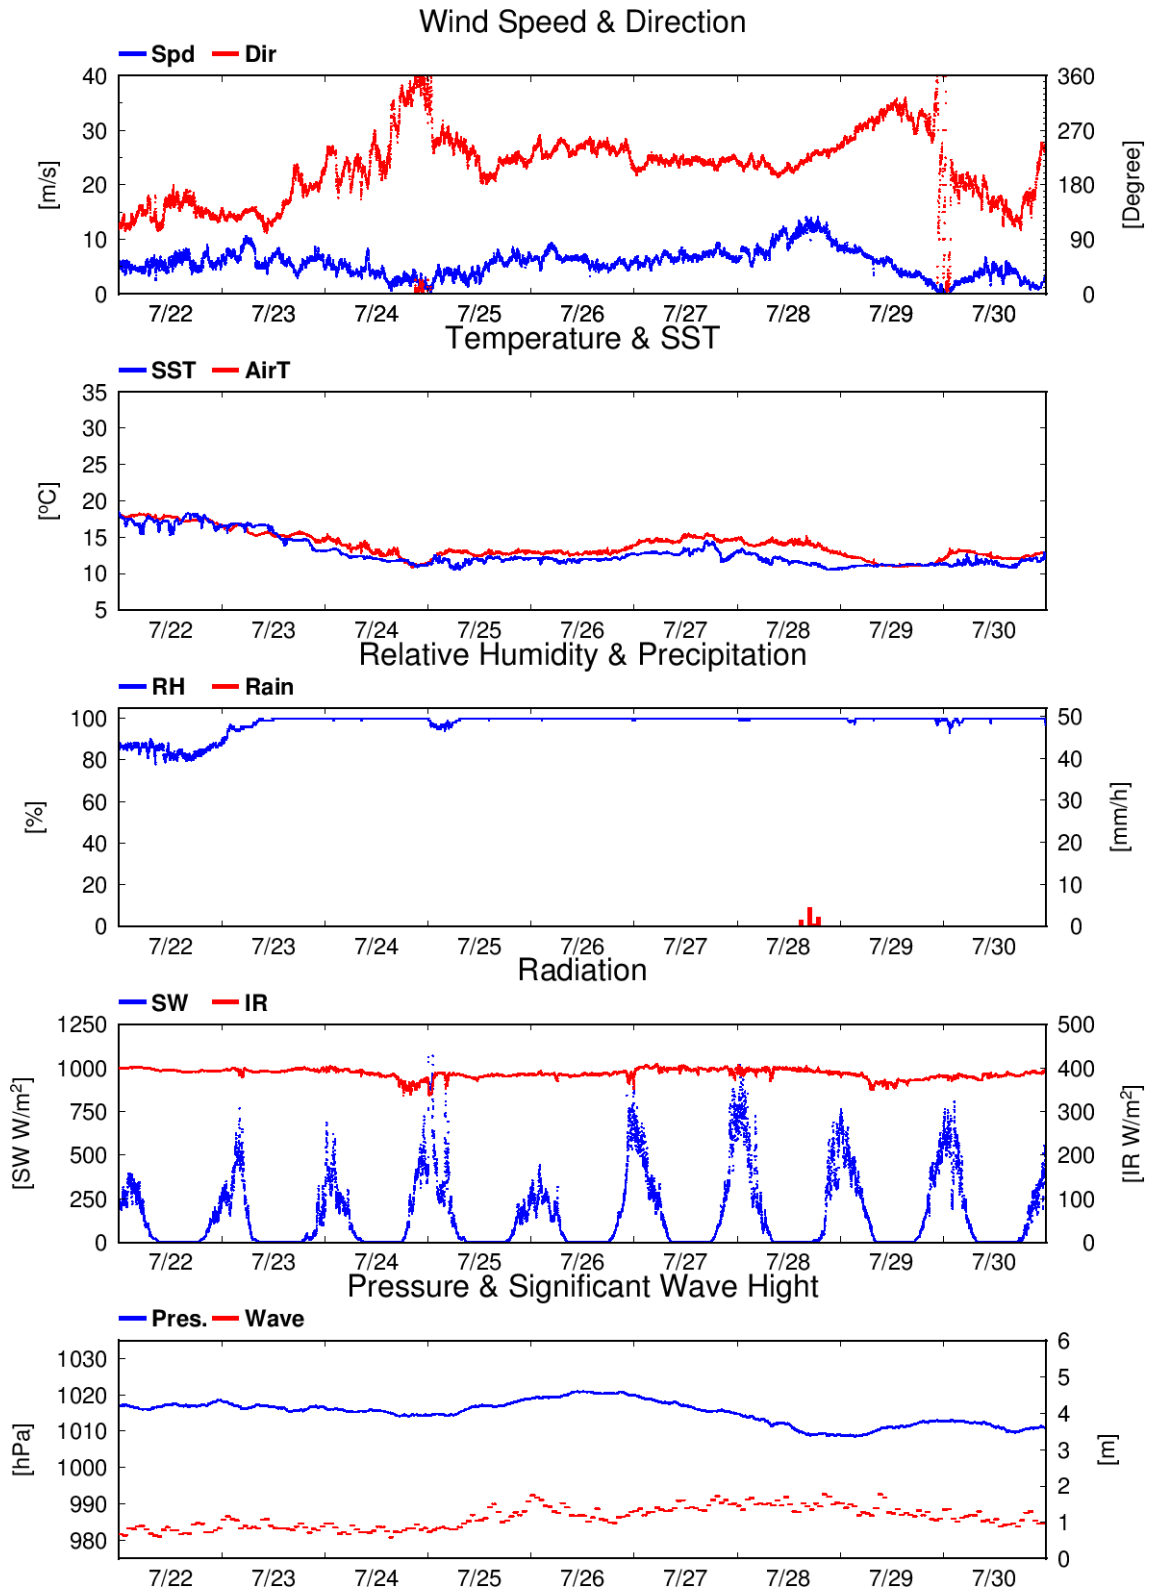 Wind Speed & Direction
Spd Dir
40 360
30 270
20 180
10 90
0 0
[m/s] [Degree]
7/22 7/23 7/24 7/25 7/26 7/27 7/28 7/29 7/30
Temperature & SST
SST AirT
35
30
25
20
15
10
5
[ºC]
7/22 7/23 7/24 7/25 7/26 7/27 7/28 7/29 7/30
Relative Humidity & Precipitation
RH Rain
100 50
80 40
60 30
40 20
20 10
0 0
[%] [mm/h]
7/22 7/23 7/24 7/25 7/26 7/27 7/28 7/29 7/30
Radiation
SW IR
1250 500
1000 400
750 300
500 200
250 100
0 0
[SW W/m²] [IR W/m²]
7/22 7/23 7/24 7/25 7/26 7/27 7/28 7/29 7/30
Pressure & Significant Wave Hight
Pres. Wave
1030
1020
1010
1000
990
980
[hPa]
6
5
4
3
2
1
0
[m]
7/22 7/23 7/24 7/25 7/26 7/27 7/28 7/29 7/30